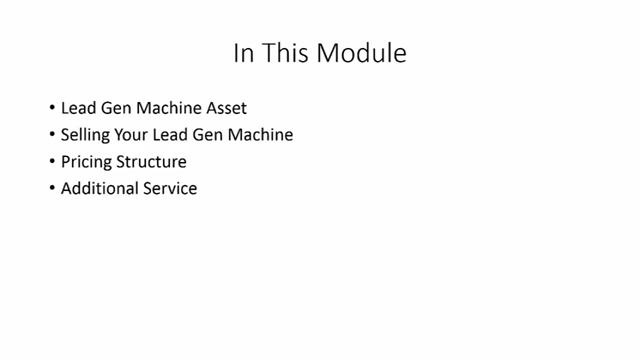 In This Module
• Lead Gen Machine Asset
• Selling Your Lead Gen Machine
• Pricing Structure
• Additional Service